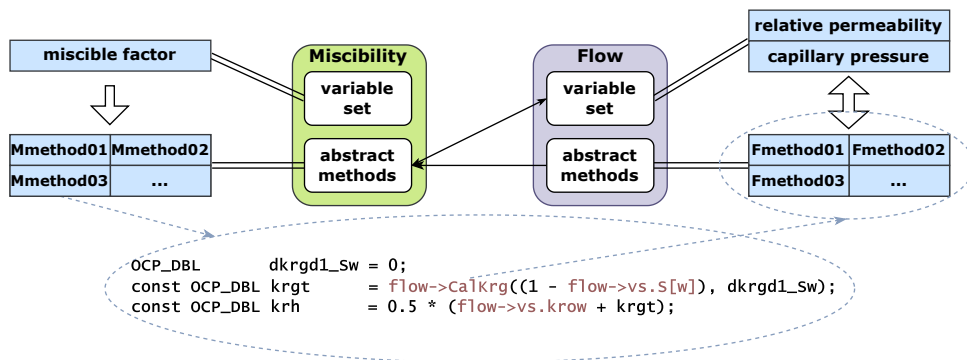 relative permeability
miscible factor
Miscibility
Flow
capillary pressure
variable
set
variable
set
Mmethod01 Mmethod02
Mmethod03 ...
abstract
methods
abstract
methods
Fmethod01 Fmethod02
Fmethod03 ...
OCP_DBL dkrgd1_Sw = 0;
const OCP_DBL krgt = flow->CalKrg((1 - flow->vs.S[w]), dkrgd1_Sw);
const OCP_DBL krh = 0.5 * (flow->vs.krow + krgt);